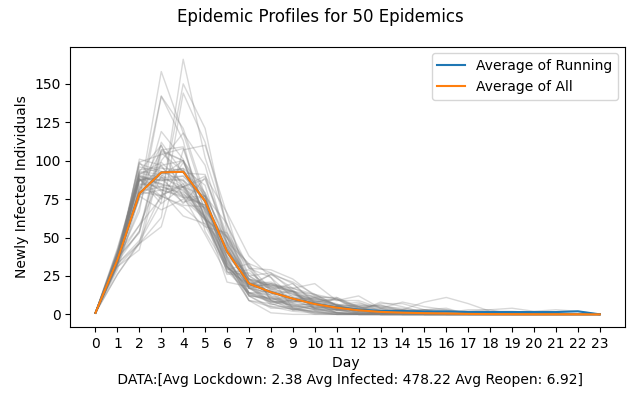 Epidemic Profiles for 50 Epidemics
Average of Running
Average of All
Newly Infected Individuals
150
125
100
75
50
25
0
0 1 2 3 4 5 6 7 8 9 10 11 12 13 14 15 16 17 18 19 20 21 22 23
Day
DATA:[Avg Lockdown: 2.38 Avg Infected: 478.22 Avg Reopen: 6.92]